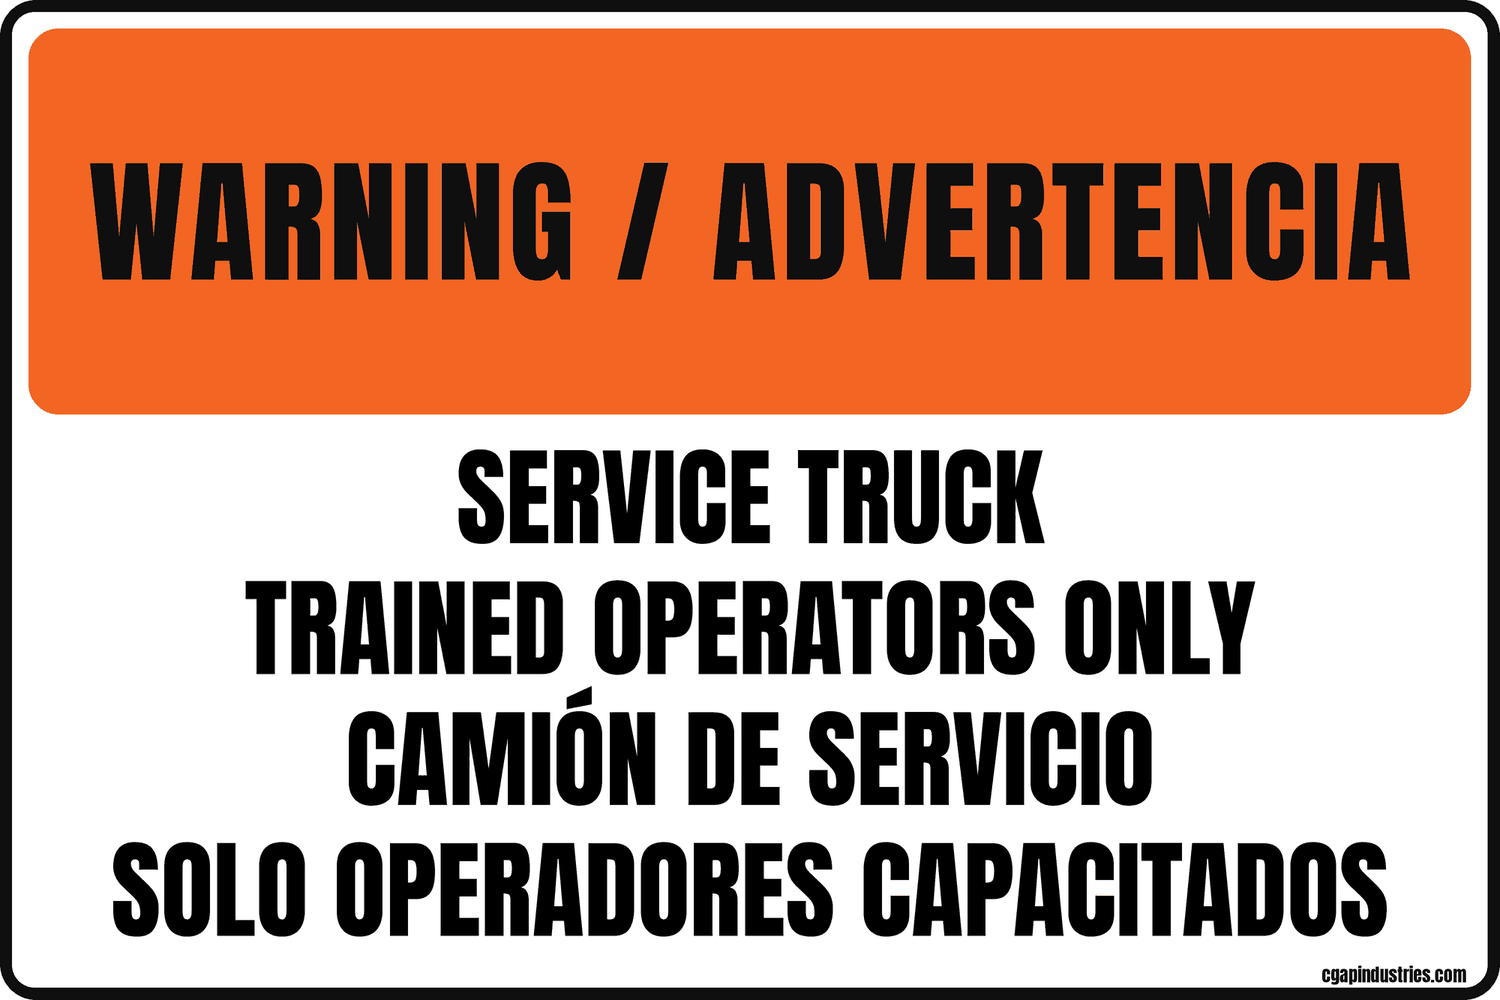 WARNING / ADVERTENCIA
SERVICE TRUCK
TRAINED OPERATORS ONLY
CAMIÓN DE SERVICIO
SOLO OPERADORES CAPACITADOS
cgapindustries.com